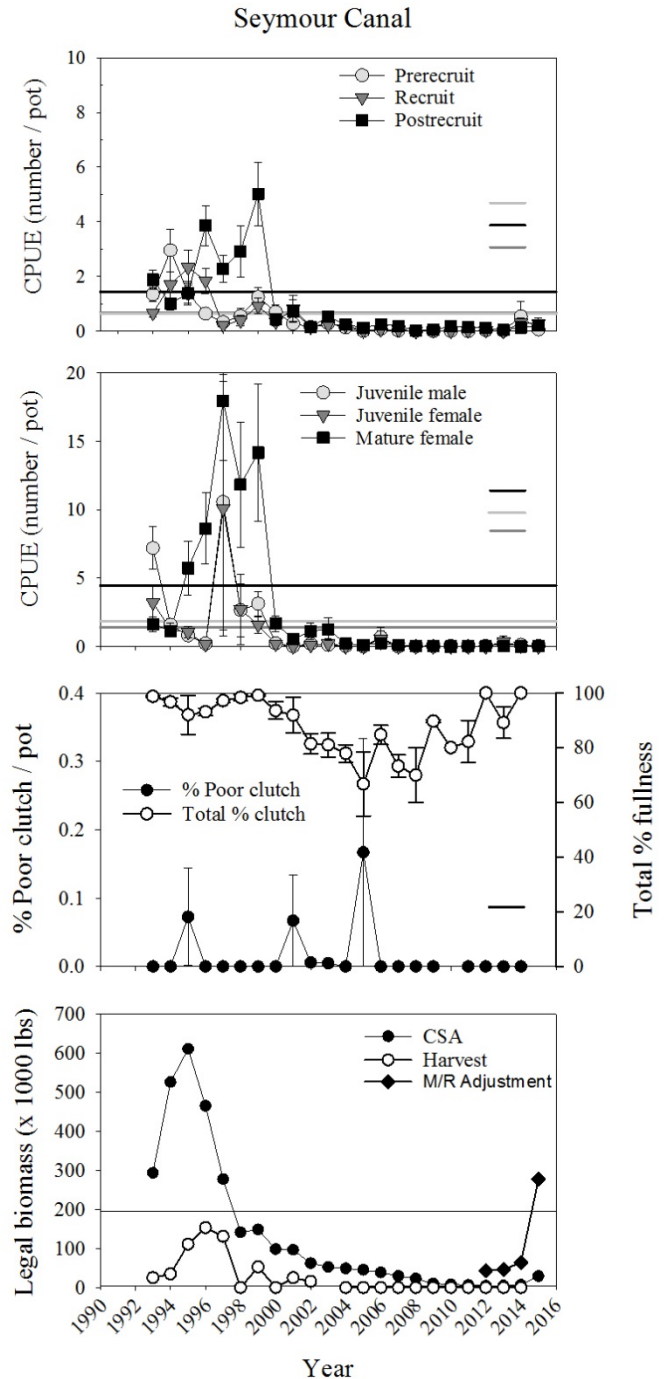 Seymour Canal
CPUE (number / pot)
10
8
6
4
2
0
Prerecruit
Recruit
Postrecruit
CPUE (number / pot)
20
15
10
5
0
Juvenile male
Juvenile female
Mature female
% Poor clutch / pot
0.4
0.3
0.2
0.1
0.0
% Poor clutch
Total % clutch
100
80
60
40
20
0
Total % fullness
Legal biomass (x 1000 lbs)
700
600
500
400
300
200
100
0
CSA
Harvest
M/R Adjustment
1990
1992
1994
1996
1998
2000
2002
2004
2006
2008
2010
2012
2014
2016
Year